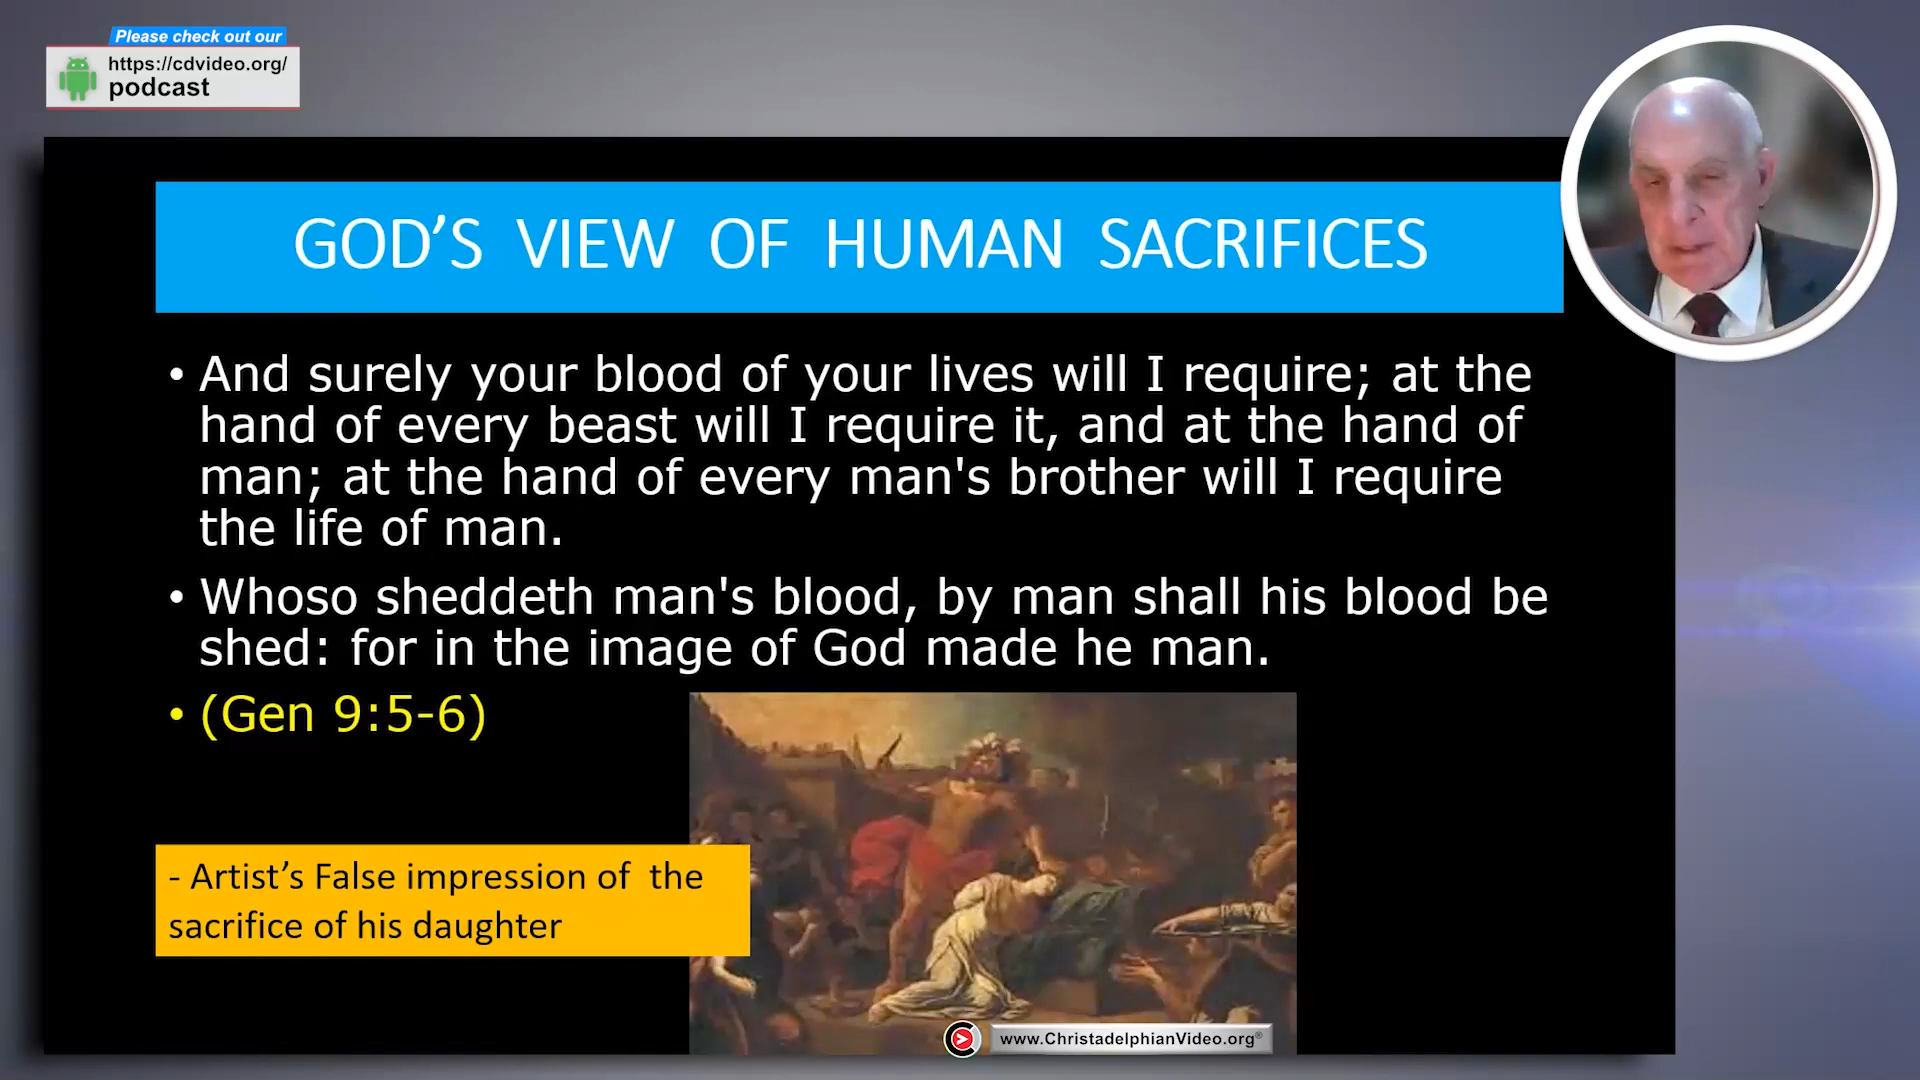 Please check out our
https://cdvideo.org/
podcast
GOD’S VIEW OF HUMAN SACRIFICES
• And surely your blood of your lives will I require; at the
hand of every beast will I require it, and at the hand of
man; at the hand of every man's brother will I require
the life of man.
• Whoso sheddeth man's blood, by man shall his blood be
shed: for in the image of God made he man.
• (Gen 9:5-6)
- Artist’s False impression of the
sacrifice of his daughter
www.ChristadelphianVideo.org®